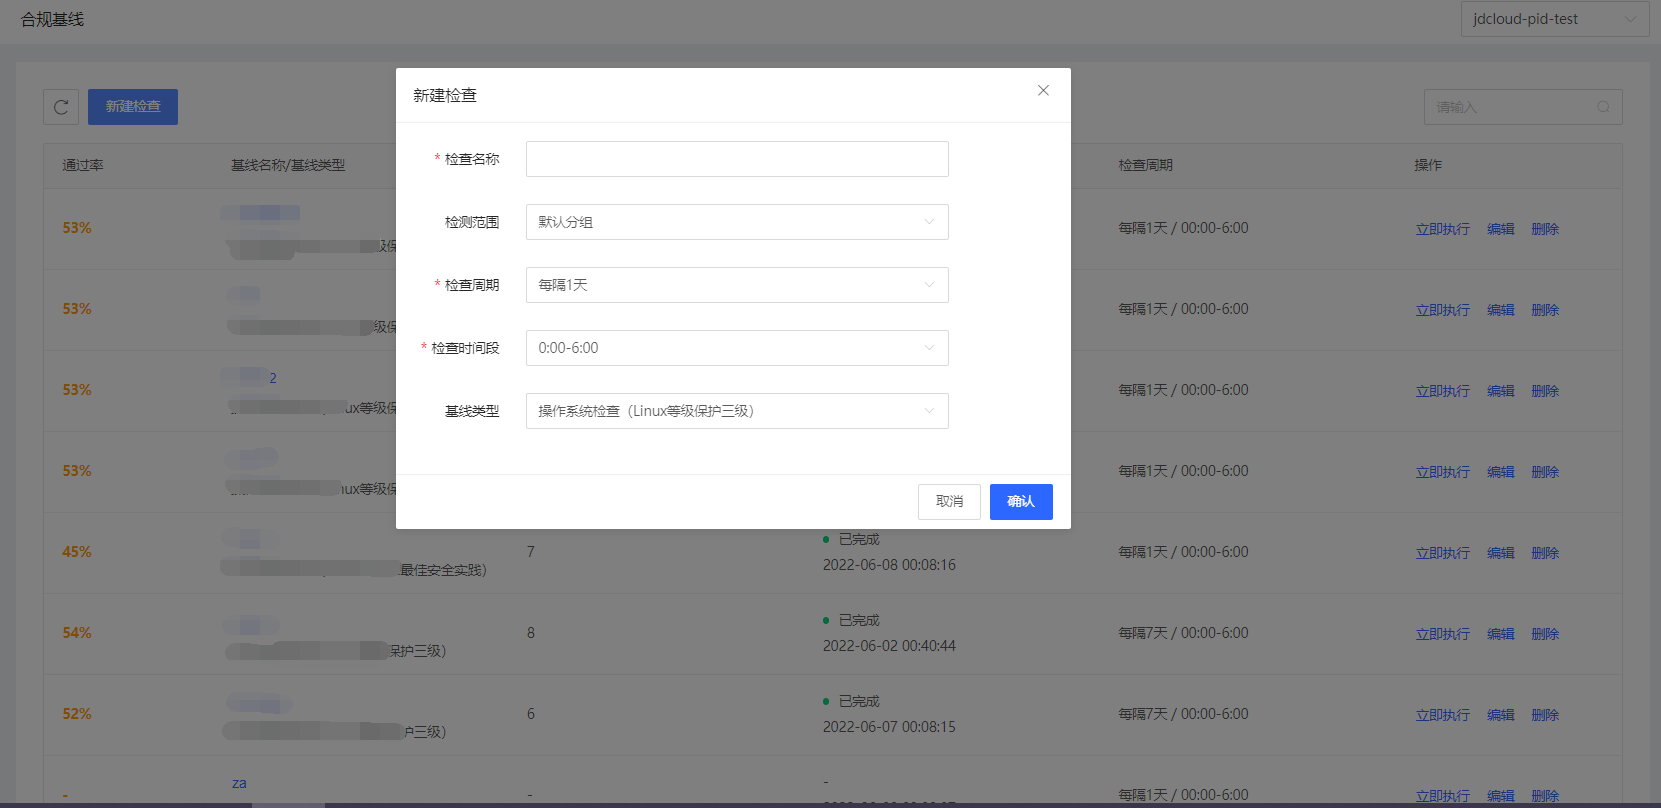 合规基线
jdcloud-pid-test
新建检查
请输入
通过率 基线名称/基线类型 检查周期 操作
53% 级保 每隔1天 / 00:00-6:00 立即执行 编辑 删除
53% 级保 每隔1天 / 00:00-6:00 立即执行 编辑 删除
2
53% ux等级保 每隔1天 / 00:00-6:00 立即执行 编辑 删除
53% nux等级保 每隔1天 / 00:00-6:00 立即执行 编辑 删除
45% 最佳安全实践） 7 已完成 每隔1天 / 00:00-6:00 立即执行 编辑 删除
2022-06-08 00:08:16
54% 保护三级） 8 已完成 每隔7天 / 00:00-6:00 立即执行 编辑 删除
2022-06-02 00:40:44
52% 护三级） 6 已完成 每隔7天 / 00:00-6:00 立即执行 编辑 删除
2022-06-07 00:08:15
za
- - - 每隔1天 / 00:00-6:00 立即执行 编辑 删除
新建检查
* 检查名称
检测范围 默认分组
* 检查周期 每隔1天
* 检查时间段 0:00-6:00
基线类型 操作系统检查（Linux等级保护三级）
取消 确认